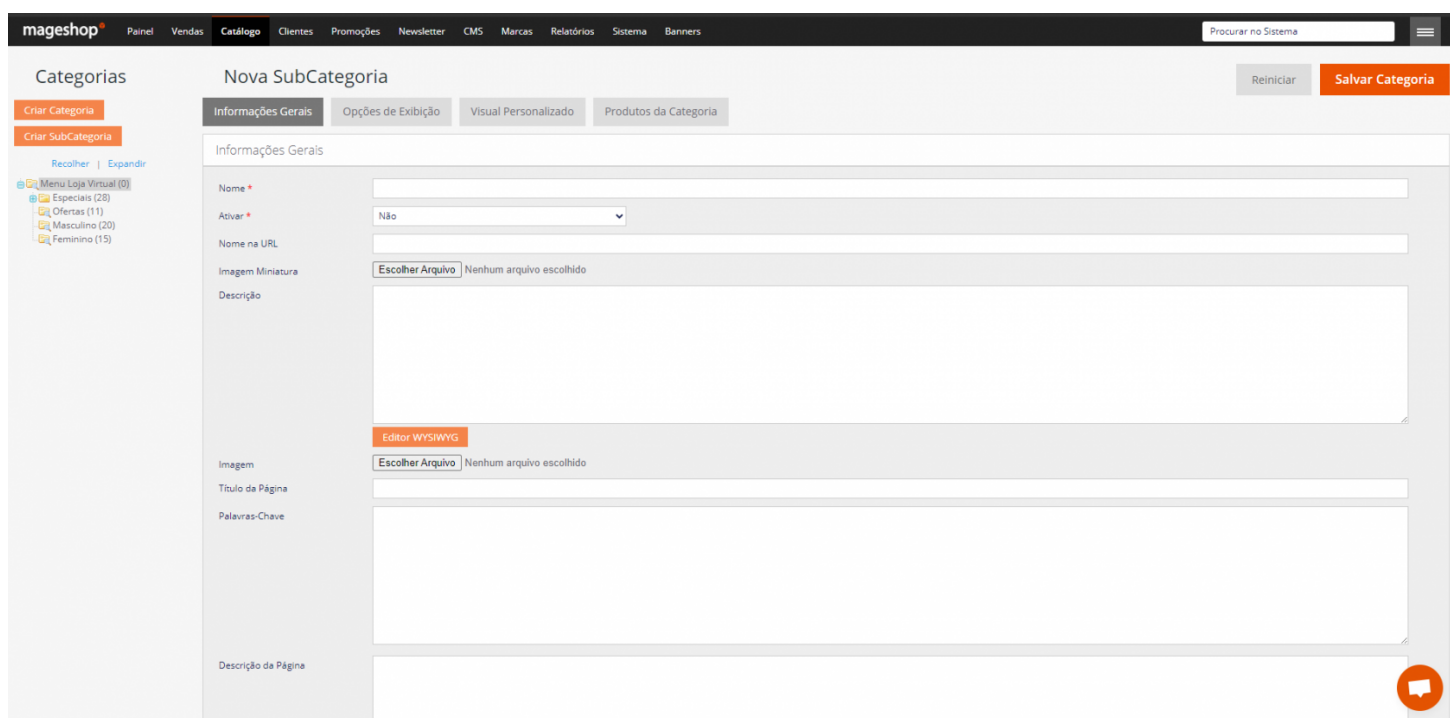 mageshop Painel Vendas Catálogo Clientes Promoções Newsletter CMS Marcas Relatórios Sistema Banners Procurar no Sistema
Categorias
Criar Categoria
Criar SubCategoria
Recolher | Expandir
Menu Loja Virtual (0)
Especiais (28)
Ofertas (11)
Masculino (20)
Feminino (15)
Nova SubCategoria
Reiniciar Salvar Categoria
Informações Gerais Opções de Exibição Visual Personalizado Produtos da Categoria
Informações Gerais
Nome *
Ativar * Não
Nome na URL
Imagem Miniatura Escolher Arquivo Nenhum arquivo escolhido
Descrição
Editor WYSIWYG
Imagem Escolher Arquivo Nenhum arquivo escolhido
Título da Página
Palavras-Chave
Descrição da Página